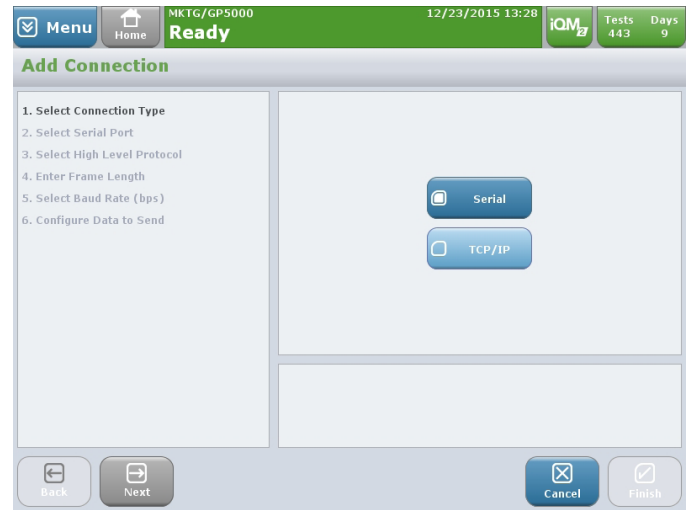 Menu
Home
MKTG/GP5000
Ready
12/23/2015 13:28
iQM2
Tests Days
443 9
Add Connection
1. Select Connection Type
2. Select Serial Port
3. Select High Level Protocol
4. Enter Frame Length
5. Select Baud Rate (bps)
6. Configure Data to Send
Serial
TCP/IP
Back
Next
Cancel
Finish